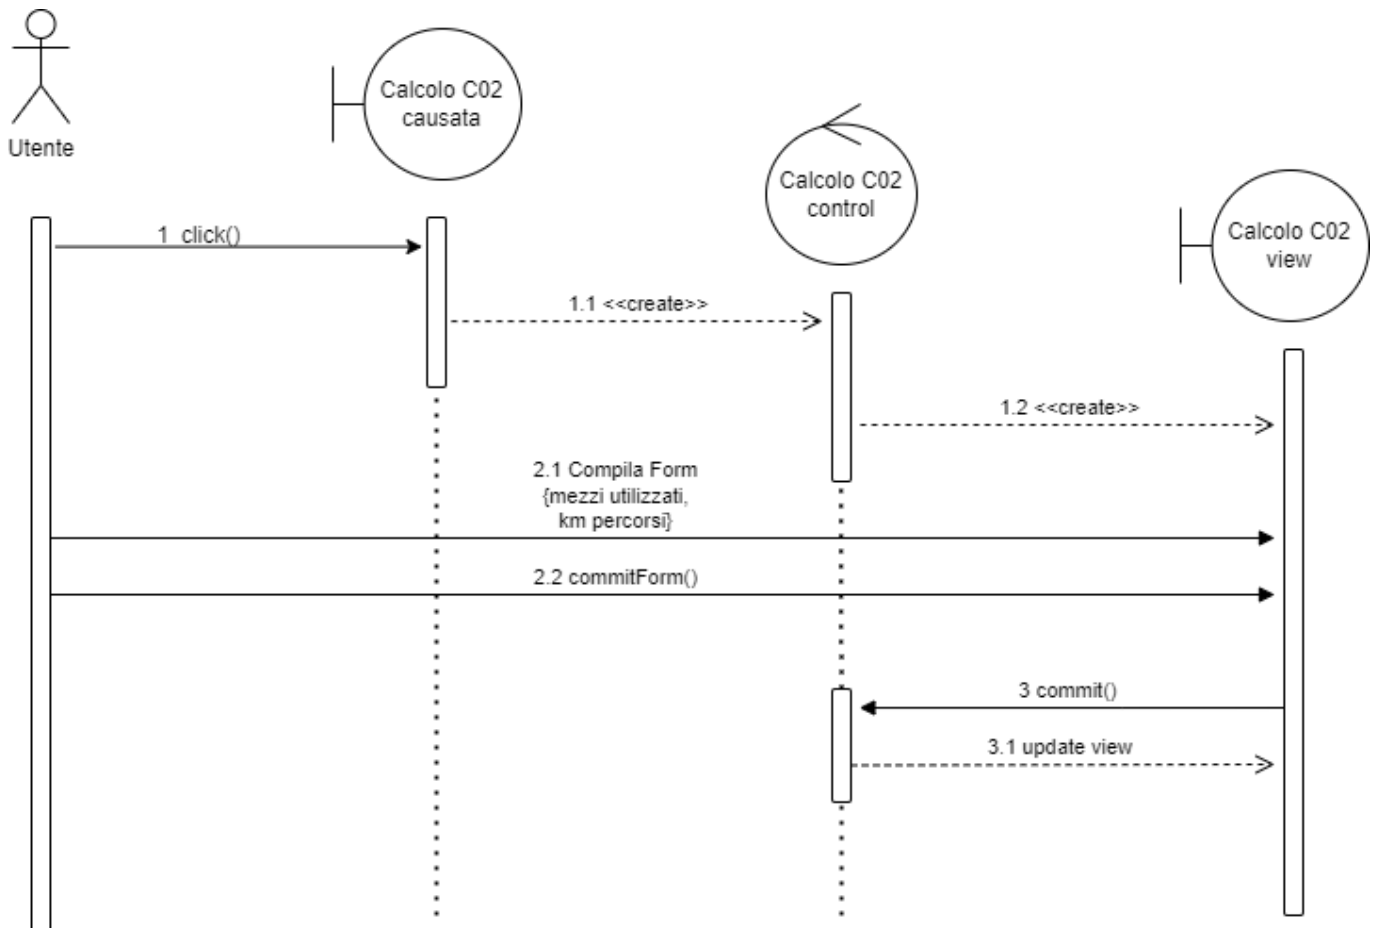 Utente
Calcolo C02
causata
Calcolo C02
control
Calcolo C02
view
1 click()
1.1 <<create>>
1.2 <<create>>
2.1 Compila Form
{mezzi utilizzati,
km percorsi}
2.2 commitForm()
3 commit()
3.1 update view